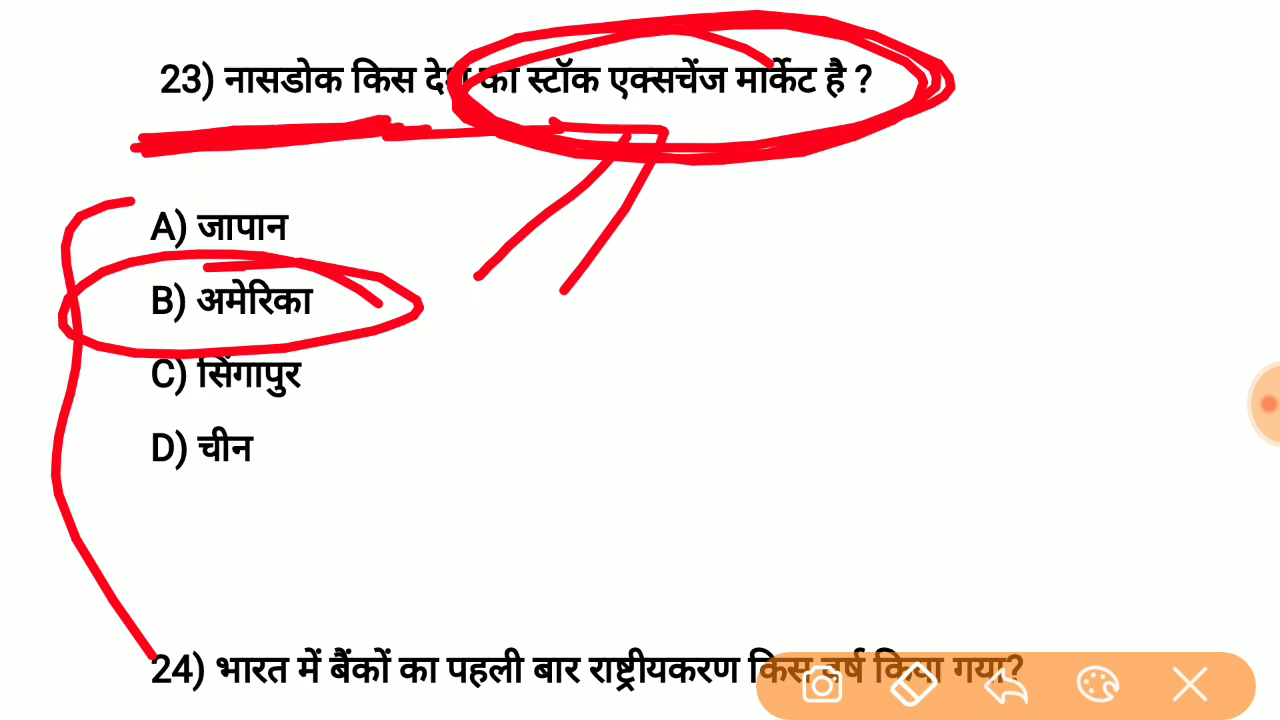 23) नासडोक किस देश का स्टॉक एक्सचेंज मार्केट है ?
A) जापान
B) अमेरिका
C) सिंगापुर
D) चीन
24) भारत में बैंकों का पहली बार राष्ट्रीयकरण किस वर्ष किया गया?